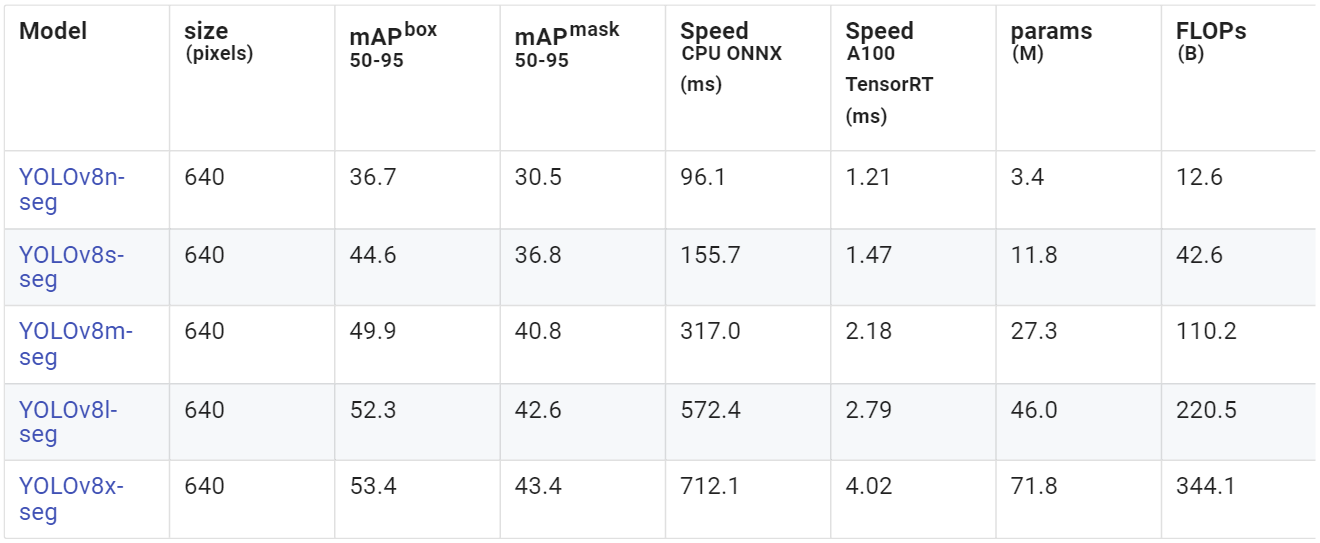 Model size (pixels) mAPbox 50-95 mAPmask 50-95 Speed CPU ONNX (ms) Speed A100 TensorRT (ms) params (M) FLOPs (B)
YOLOv8n-seg 640 36.7 30.5 96.1 1.21 3.4 12.6
YOLOv8s-seg 640 44.6 36.8 155.7 1.47 11.8 42.6
YOLOv8m-seg 640 49.9 40.8 317.0 2.18 27.3 110.2
YOLOv8l-seg 640 52.3 42.6 572.4 2.79 46.0 220.5
YOLOv8x-seg 640 53.4 43.4 712.1 4.02 71.8 344.1